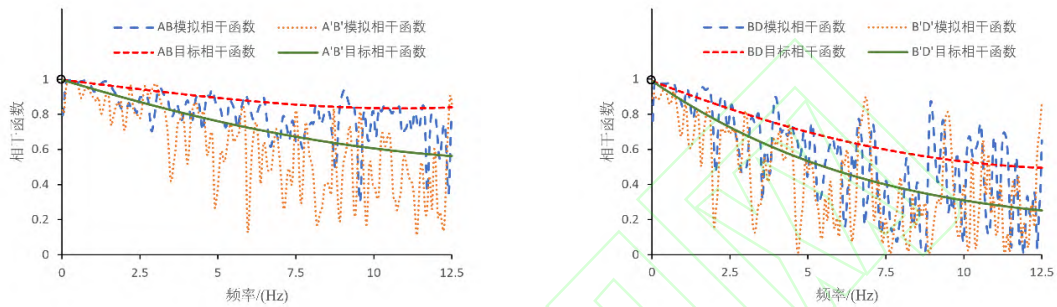 AB模拟相干函数 A'B'模拟相干函数
AB目标相干函数 A'B'目标相干函数
1
0.8
0.6
0.4
0.2
0
相干函数
0 2.5 5 7.5 10 12.5
频率/(Hz)
BD模拟相干函数 B'D'模拟相干函数
BD目标相干函数 B'D'目标相干函数
1
0.8
0.6
0.4
0.2
0
相干函数
0 2.5 5 7.5 10 12.5
频率/(Hz)